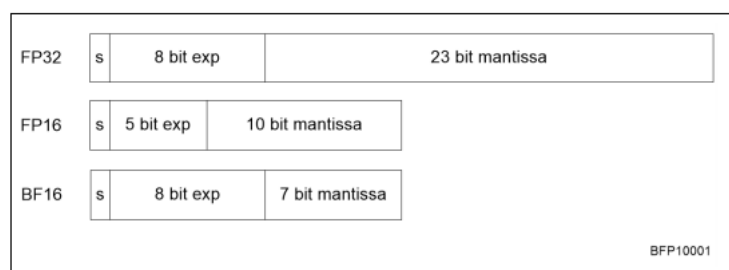 FP32 s 8 bit exp 23 bit mantissa
FP16 s 5 bit exp 10 bit mantissa
BF16 s 8 bit exp 7 bit mantissa
BFP10001